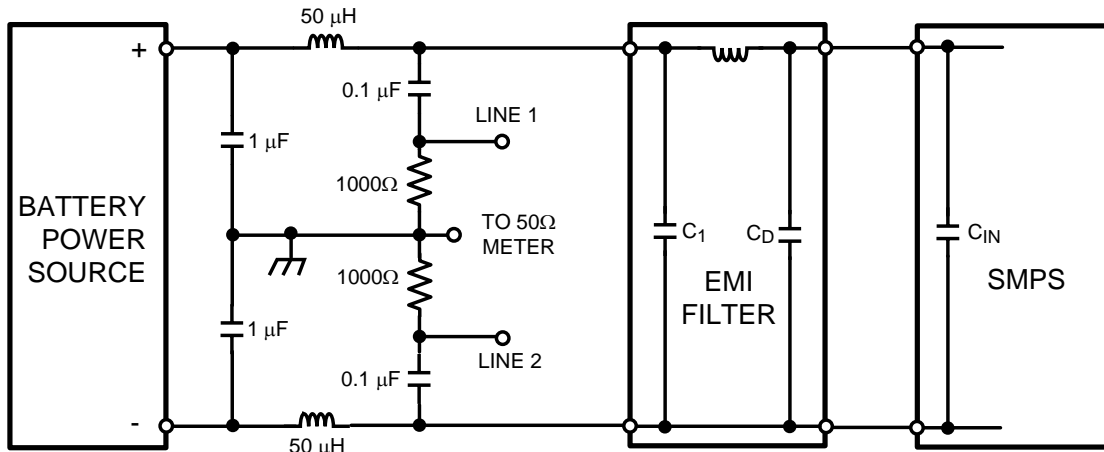 50 μH
+
0.1 μF
LINE 1
1 μF
1000Ω
BATTERY
POWER
SOURCE
TO 50Ω
METER
C1
CD
CIN
EMI
FILTER
SMPS
1000Ω
1 μF
LINE 2
0.1 μF
-
50 μH